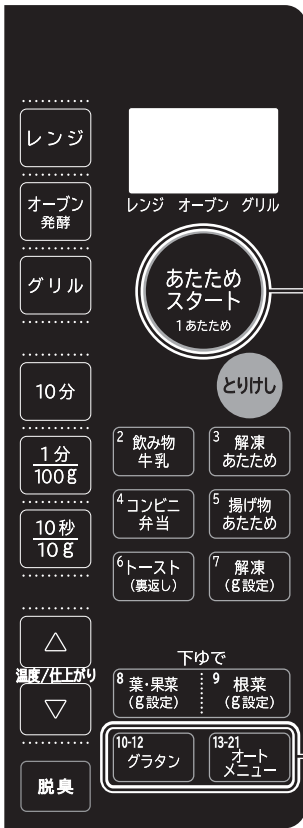 レンジ
オーブン
発酵
グリル
10分
1分
100g
10秒
10g
△
温度/仕上がり
▽
脱臭
レンジ オーブン グリル
あたため
スタート
1あたため
とりけし
2 飲み物
牛乳
3 解凍
あたため
4 コンビニ
弁当
5 揚げ物
あたため
6 トースト
(裏返し)
7 解凍
(g設定)
下ゆで
8 葉・果菜
(g設定)
9 根菜
(g設定)
10-12
グラタン
13-21
オート
メニュー